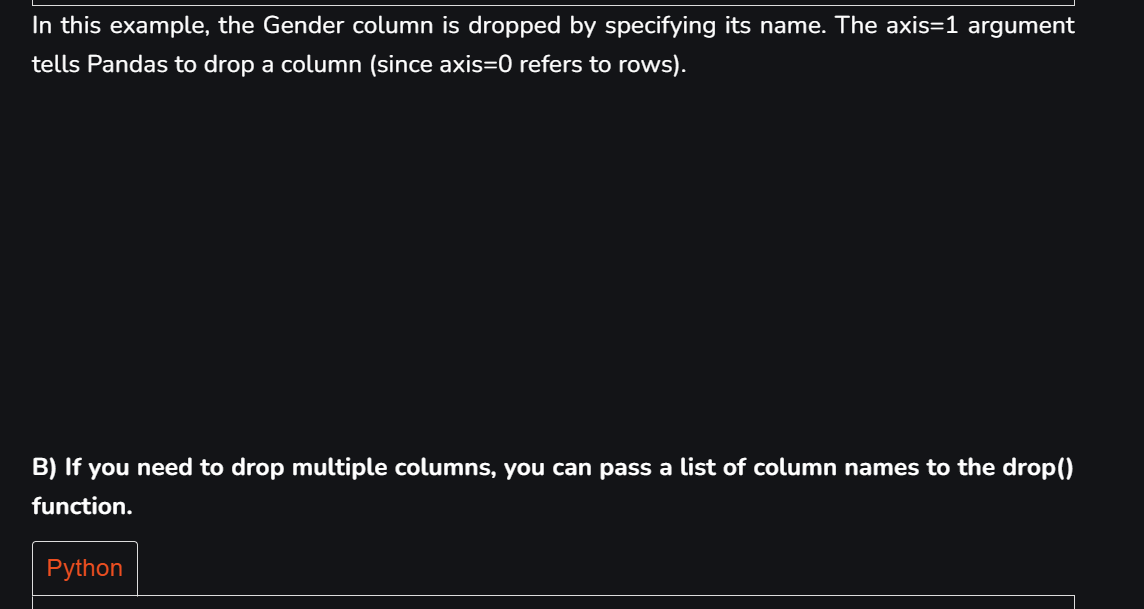 In this example, the Gender column is dropped by specifying its name. The axis=1 argument
tells Pandas to drop a column (since axis=0 refers to rows).
B) If you need to drop multiple columns, you can pass a list of column names to the drop()
function.
Python